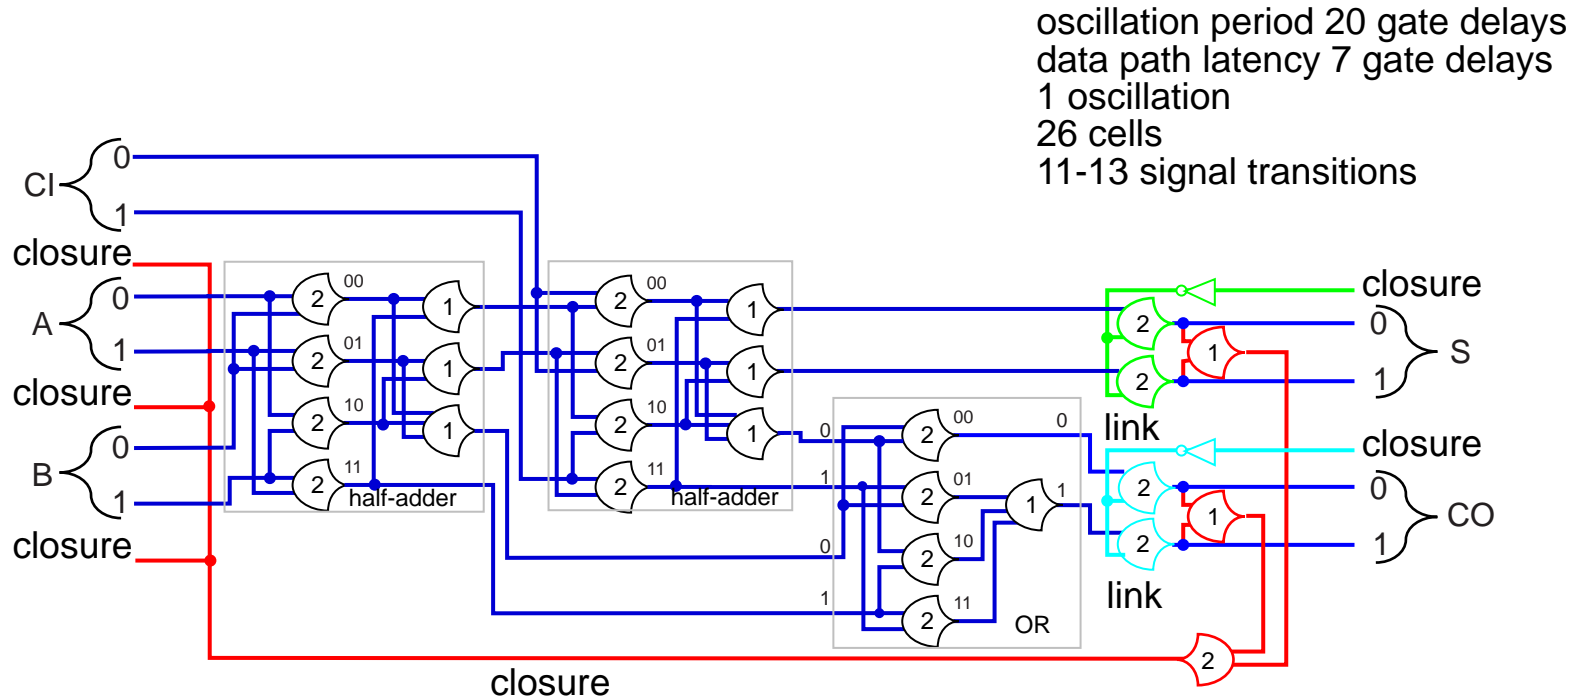 oscillation period 20 gate delays
data path latency 7 gate delays
1 oscillation
26 cells
11-13 signal transitions
CI
0
1
closure
A
0
1
closure
B
0
1
closure
2
00
2
01
2
10
2
11
1
1
1
half-adder
2
00
2
01
2
10
2
11
1
1
1
half-adder
0
1
0
1
2
00
2
01
2
10
2
11
1
0
1
OR
closure
2
2
1
0
1
S
link
closure
2
2
1
0
1
CO
link
2
closure